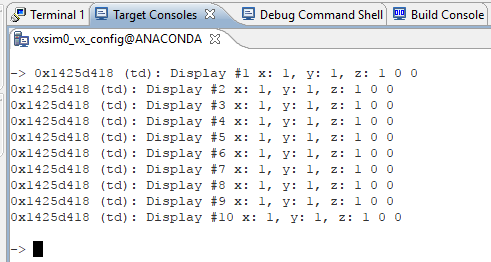 Terminal 1 Target Consoles Debug Command Shell Build Console
vxsim0_vx_config@ANACONDA
-> 0x1425d418 (td): Display #1 x: 1, y: 1, z: 1 0 0
0x1425d418 (td): Display #2 x: 1, y: 1, z: 1 0 0
0x1425d418 (td): Display #3 x: 1, y: 1, z: 1 0 0
0x1425d418 (td): Display #4 x: 1, y: 1, z: 1 0 0
0x1425d418 (td): Display #5 x: 1, y: 1, z: 1 0 0
0x1425d418 (td): Display #6 x: 1, y: 1, z: 1 0 0
0x1425d418 (td): Display #7 x: 1, y: 1, z: 1 0 0
0x1425d418 (td): Display #8 x: 1, y: 1, z: 1 0 0
0x1425d418 (td): Display #9 x: 1, y: 1, z: 1 0 0
0x1425d418 (td): Display #10 x: 1, y: 1, z: 1 0 0
->